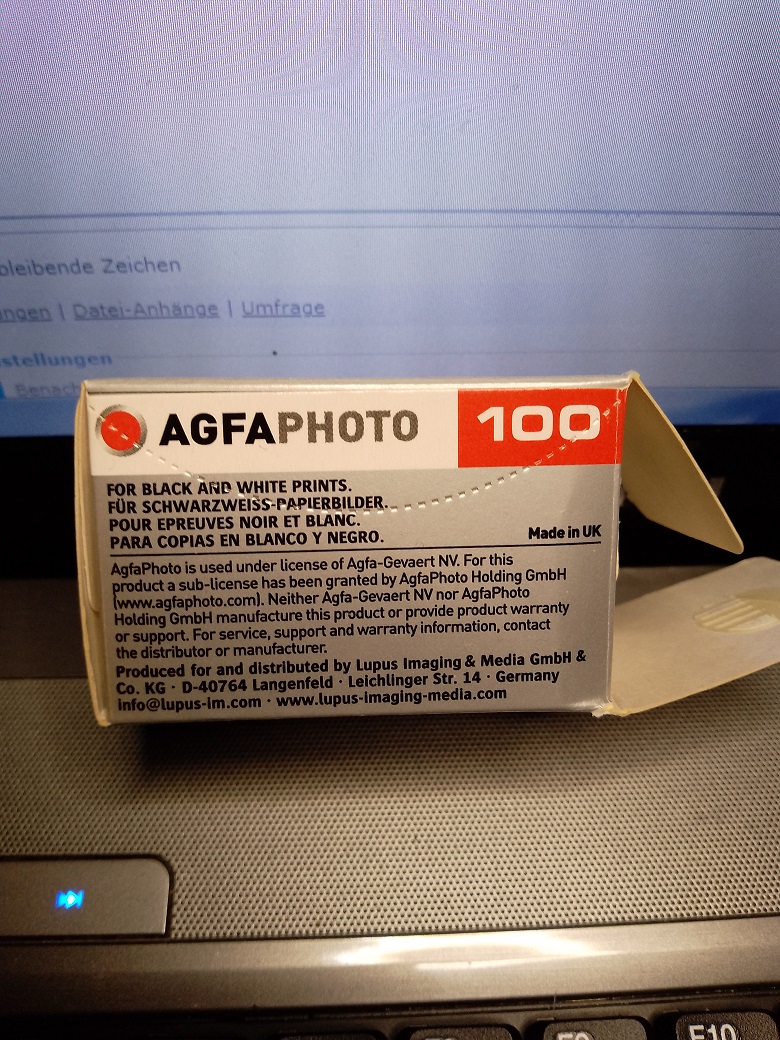 bleibende Zeichen
ngen | Datei-Anhänge | Umfrage
stellungen
Benach
AGFAPHOTO 100
FOR BLACK AND WHITE PRINTS.
FÜR SCHWARZWEISS-PAPIERBILDER.
POUR EPREUVES NOIR ET BLANC.
PARA COPIAS EN BLANCO Y NEGRO.
Made in UK
AgfaPhoto is used under license of Agfa-Gevaert NV. For this
product a sub-license has been granted by AgfaPhoto Holding GmbH
(www.agfaphoto.com). Neither Agfa-Gevaert NV nor AgfaPhoto
Holding GmbH manufacture this product or provide product warranty
or support. For service, support and warranty information, contact
the distributor or manufacturer.
Produced for and distributed by Lupus Imaging & Media GmbH &
Co. KG · D-40764 Langenfeld · Leichlinger Str. 14 · Germany
info@lupus-im.com · www.lupus-imaging-media.com
F9 F10